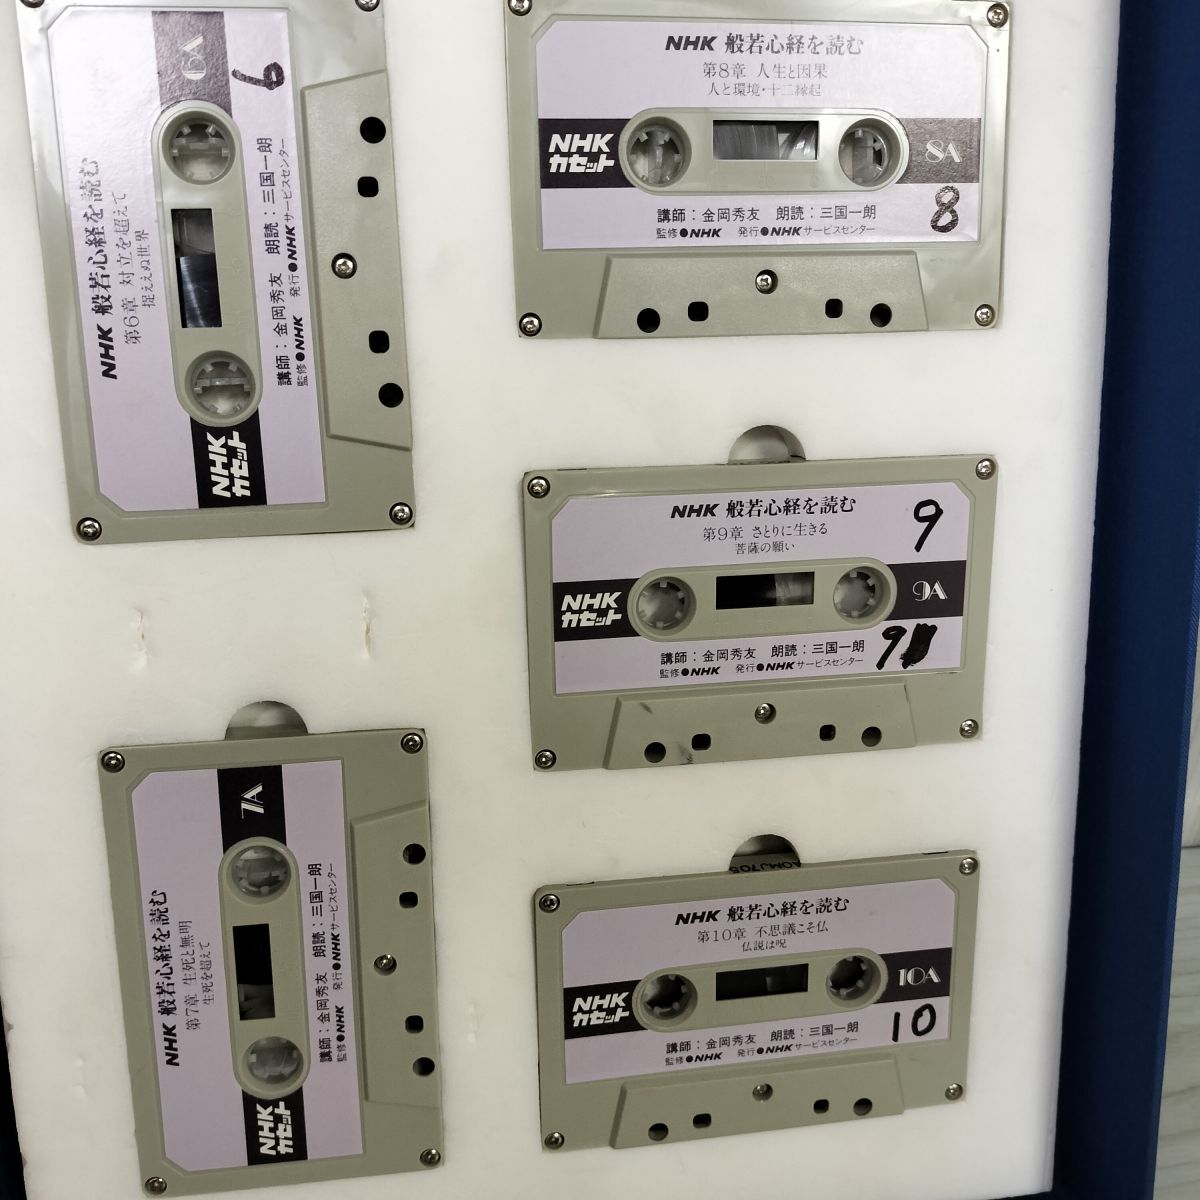 6A
6
NHK 般若心経を読む
第6章 対立を超えて
捉ええぬ世界
講師：金岡秀友 朗読：三国一朗
監修●NHK 発行●NHKサービスセンター
NHK
カセット
7A
NHK 般若心経を読む
第7章 生死と無明
生死を超えて
講師：金岡秀友 朗読：三国一朗
監修●NHK 発行●NHKサービスセンター
NHK
カセット
NHK 般若心経を読む
第8章 人生と因果
人と環境・十二縁起
NHK
カセット
8A
8
講師：金岡秀友 朗読：三国一朗
監修●NHK 発行●NHKサービスセンター
NHK 般若心経を読む
9
第9章 さとりに生きる
菩薩の願い
NHK
カセット
9A
講師：金岡秀友 朗読：三国一朗
9
監修●NHK 発行●NHKサービスセンター
AOMJ705
NHK 般若心経を読む
第10章 不思議こそ仏
仏説は呪
NHK
カセット
10A
10
講師：金岡秀友 朗読：三国一朗
監修●NHK 発行●NHKサービスセンター